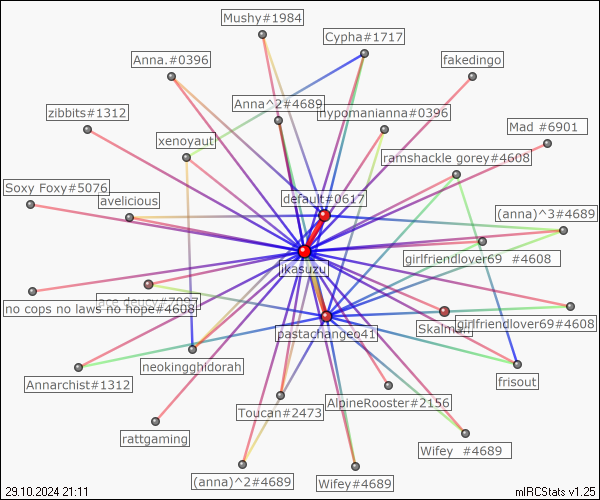 Mushy#1984
Cypha#1717
Anna.#0396
fakedingo
Anna^2#4689
zibbits#1312
hypomanianna#0396
Mad #6901
xenoyaut
ramshackle gorey#4608
Soxy Foxy#5076
avelicious
default#0617
(anna)^3#4689
girlfriendlover69 #4608
ikasuzu
ace deucy#7097
no cops no laws no hope#4608
girlfriendlover69#4608
pastachangeo41
neokingghidorah
Annarchist#1312
frisout
AlpineRooster#2156
Toucan#2473
rattgaming
Wifey #4689
(anna)^2#4689
Wifey#4689
29.10.2024 21:11
mIRCStats v1.25